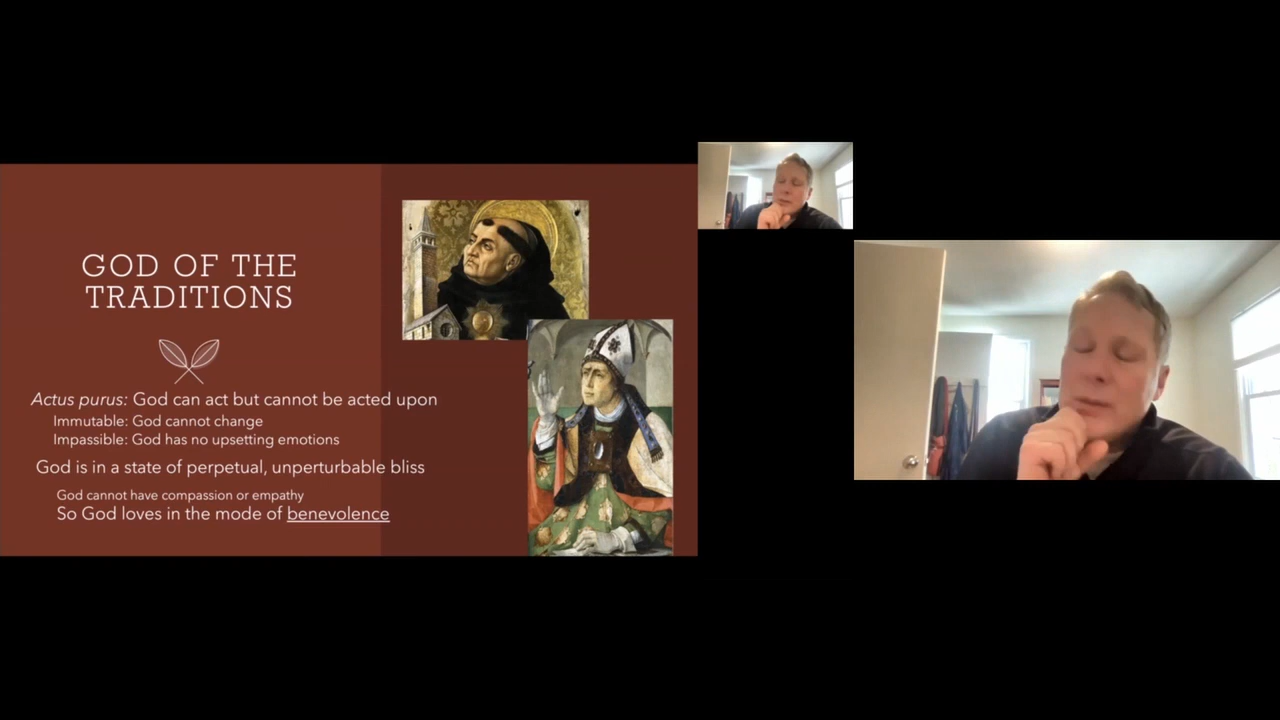 GOD OF THE
TRADITIONS
Actus purus: God can act but cannot be acted upon
Immutable: God cannot change
Impassible: God has no upsetting emotions
God is in a state of perpetual, unperturbable bliss
God cannot have compassion or empathy
So God loves in the mode of benevolence